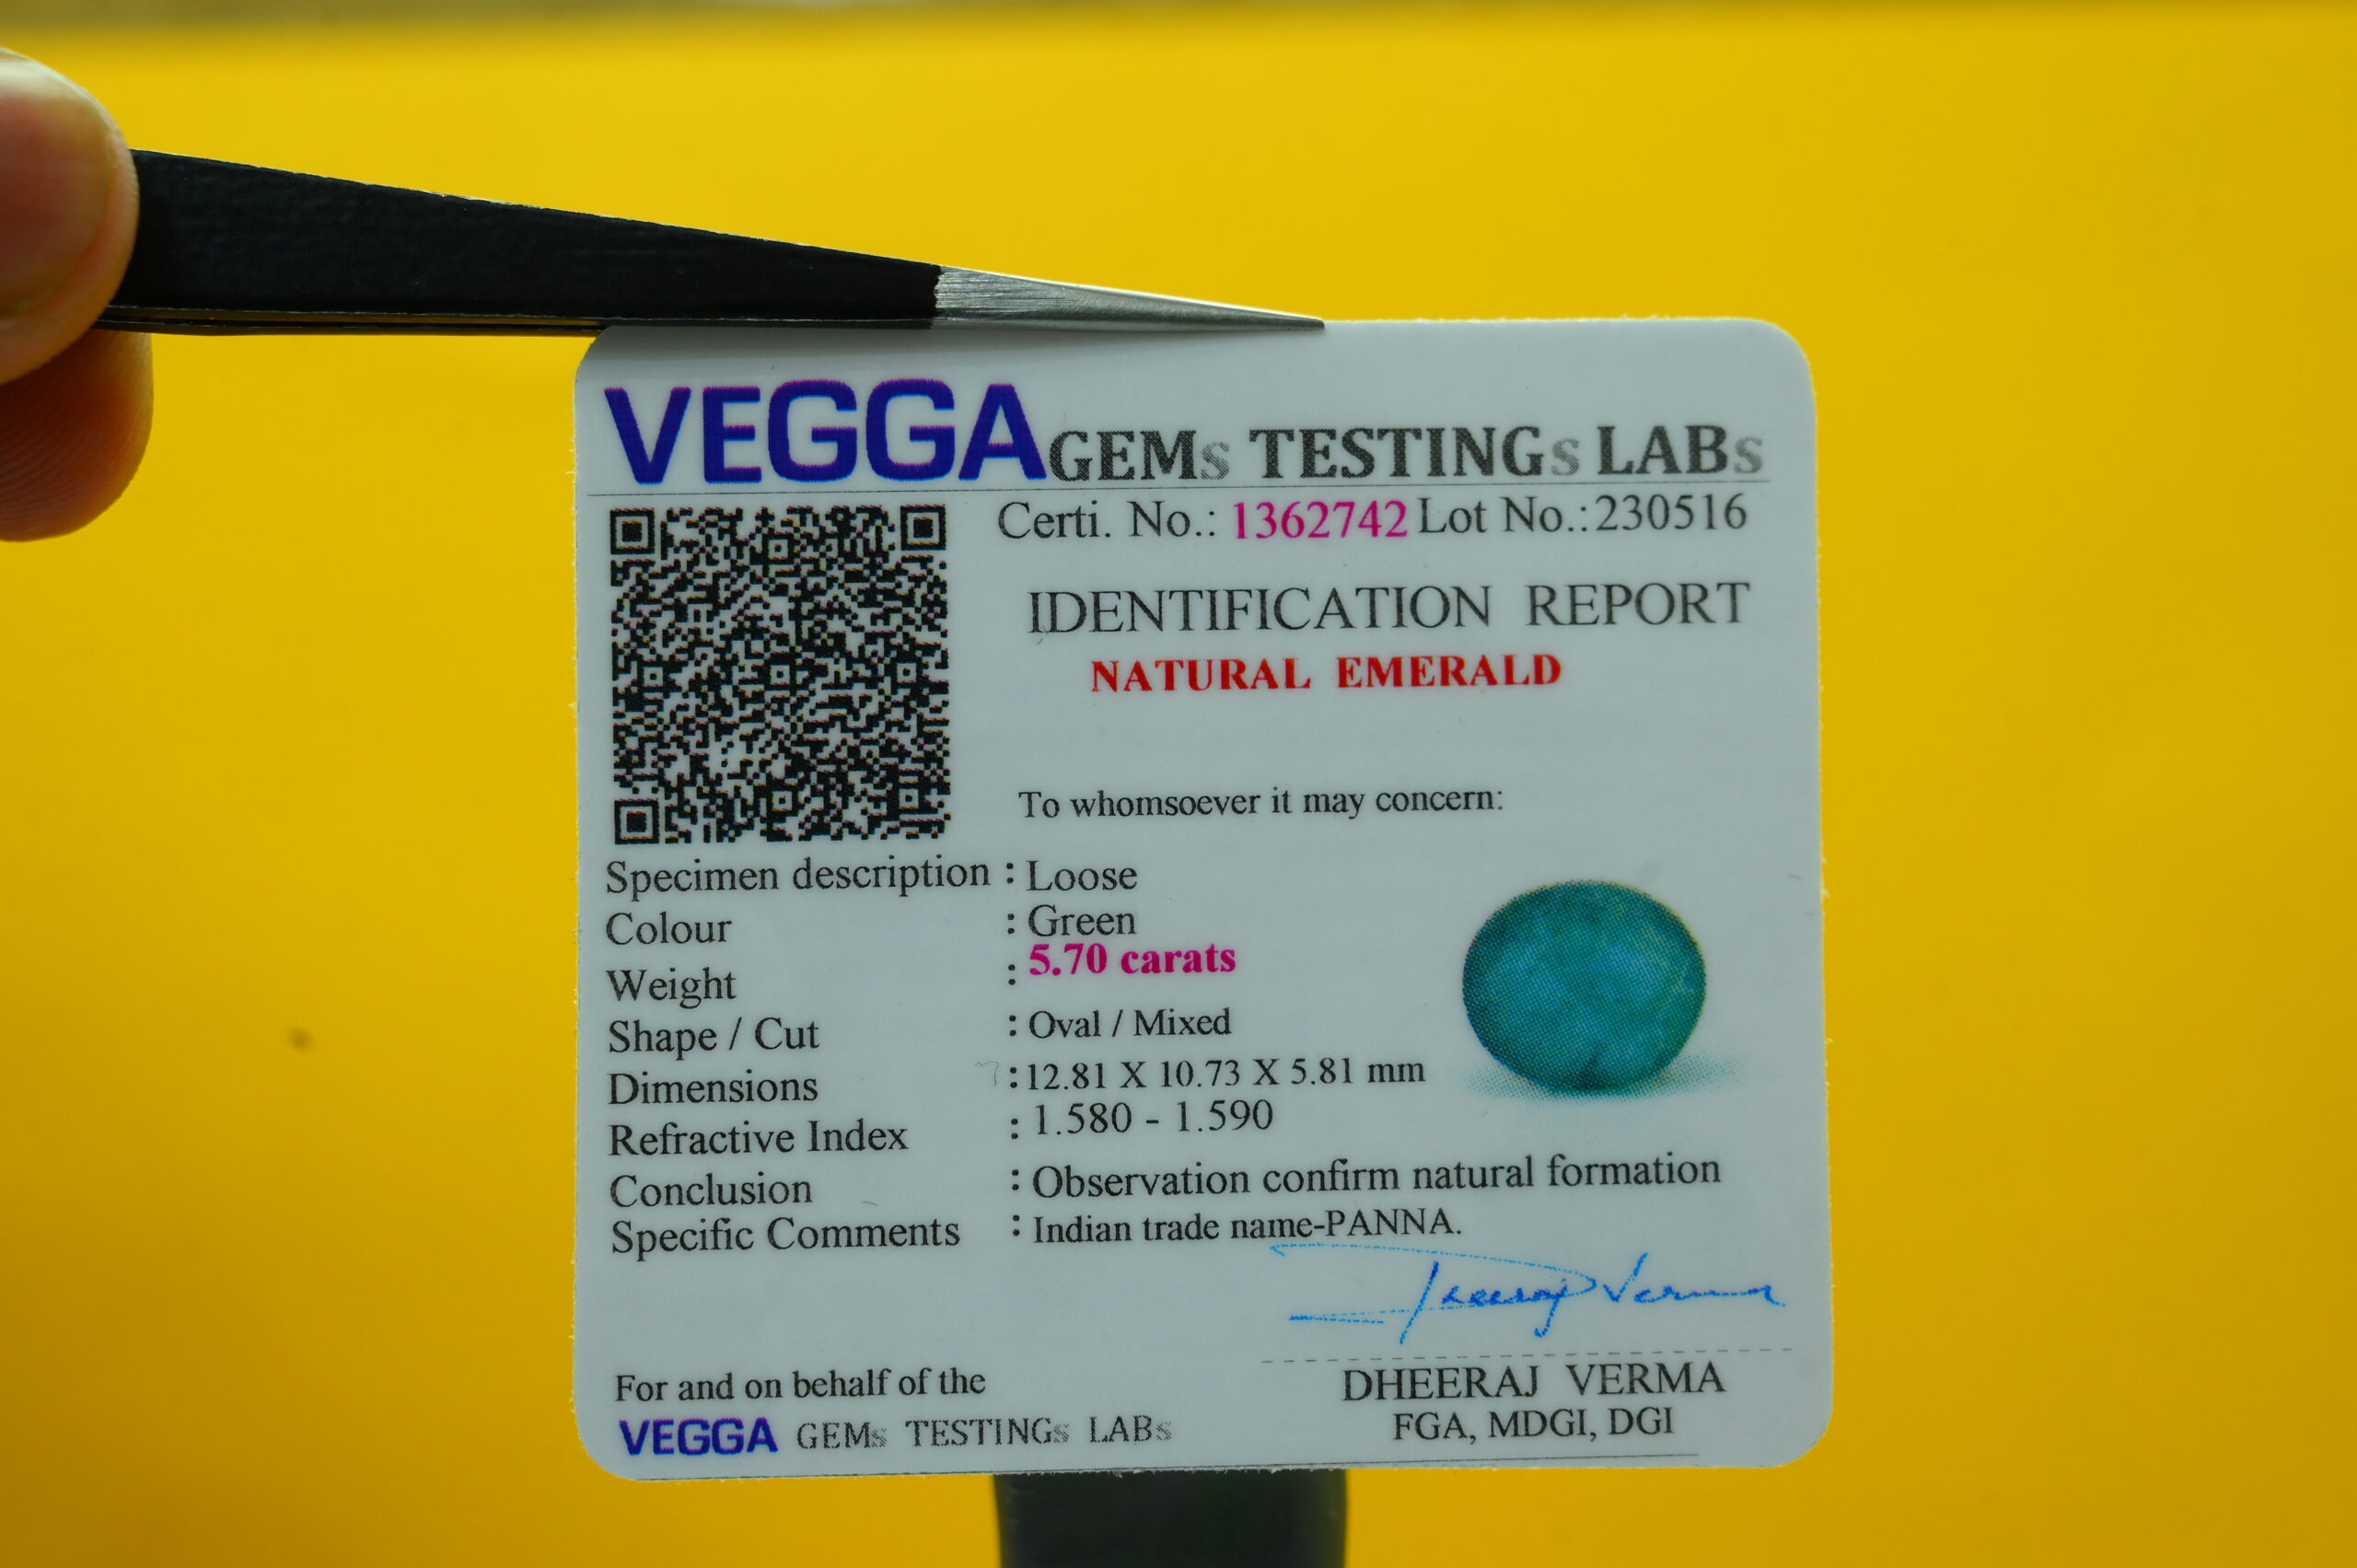 VEGGA GEMs TESTINGs LABs
Certi. No.: 1362742 Lot No.:230516
IDENTIFICATION REPORT
NATURAL EMERALD
To whomsoever it may concern:
Specimen description : Loose
Colour : Green
Weight : 5.70 carats
Shape / Cut : Oval / Mixed
Dimensions : 12.81 X 10.73 X 5.81 mm
Refractive Index : 1.580 - 1.590
Conclusion : Observation confirm natural formation
Specific Comments : Indian trade name-PANNA.
Dheeraj Verma
For and on behalf of the
VEGGA GEMs TESTINGs LABs
DHEERAJ VERMA
FGA, MDGI, DGI